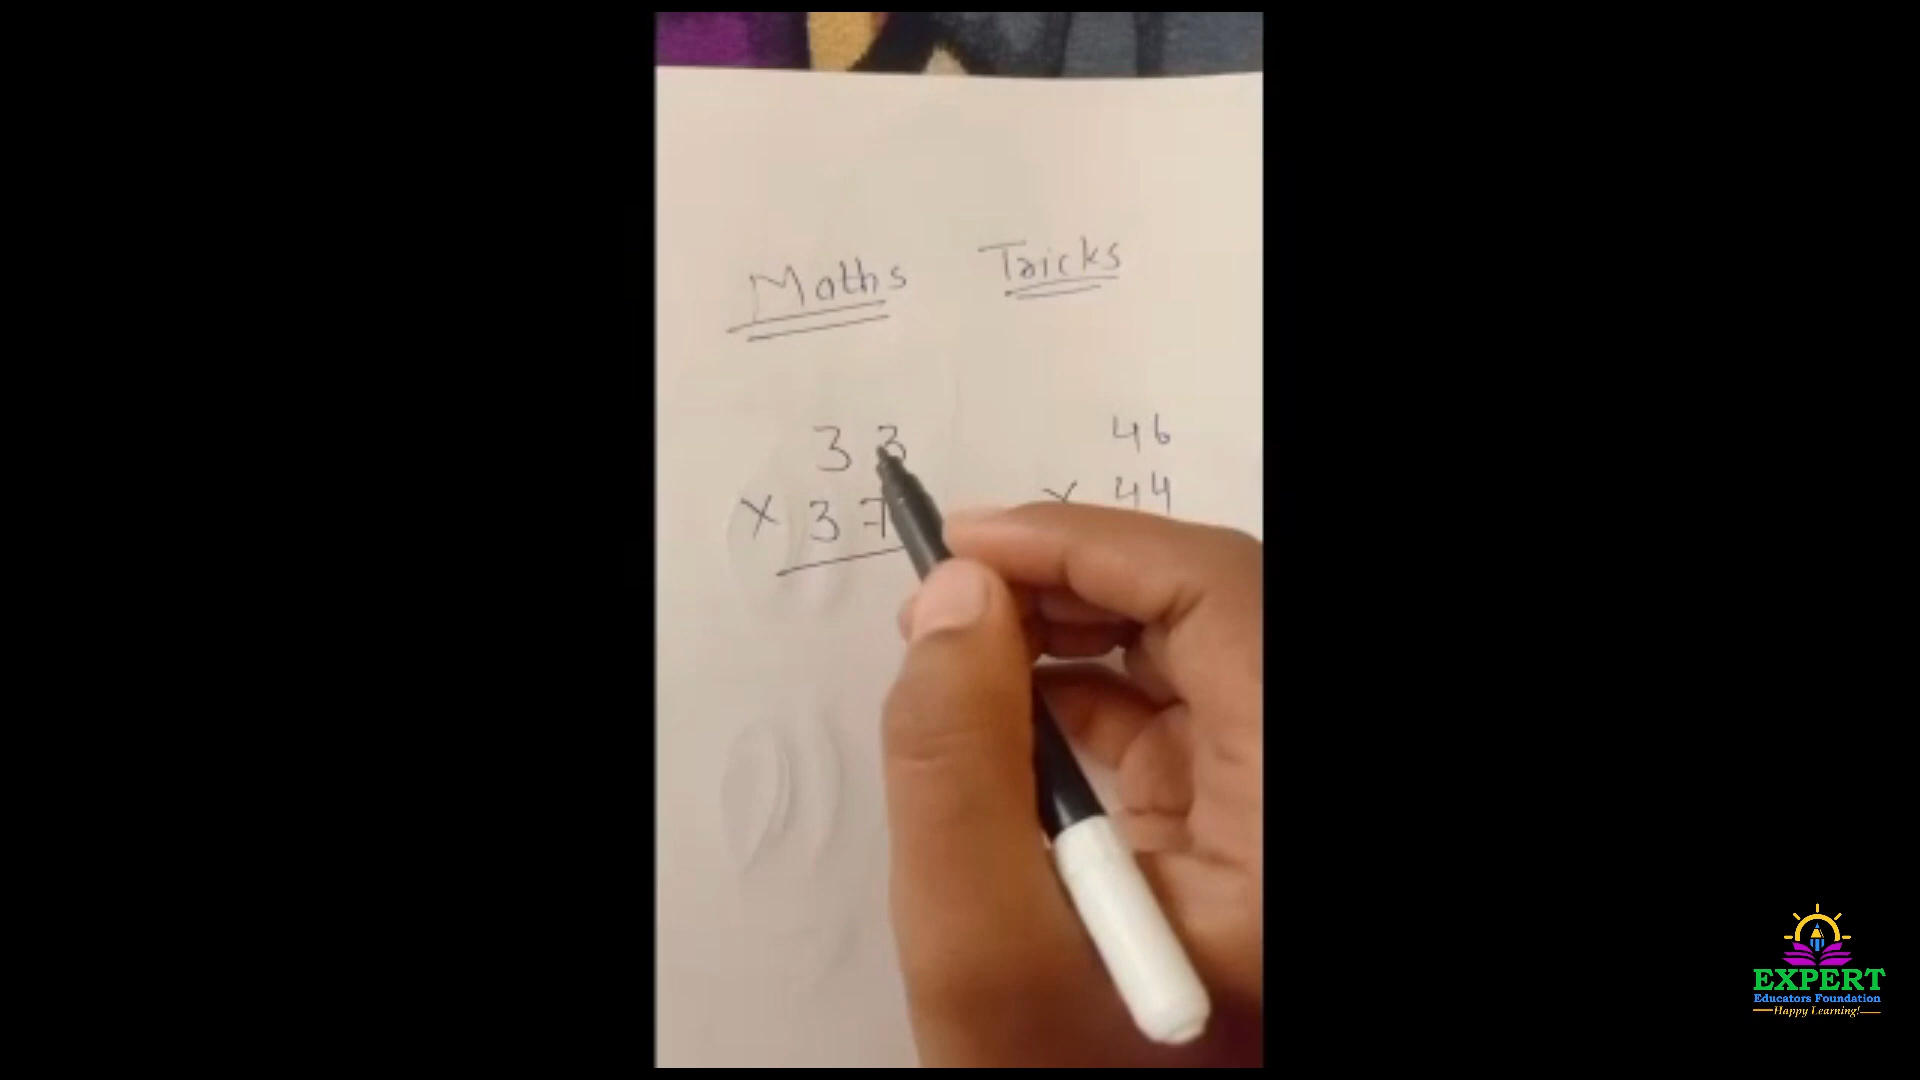 Maths Tricks
33
x 37
46
x 44
EXPERT
Educators Foundation
Happy Learning!